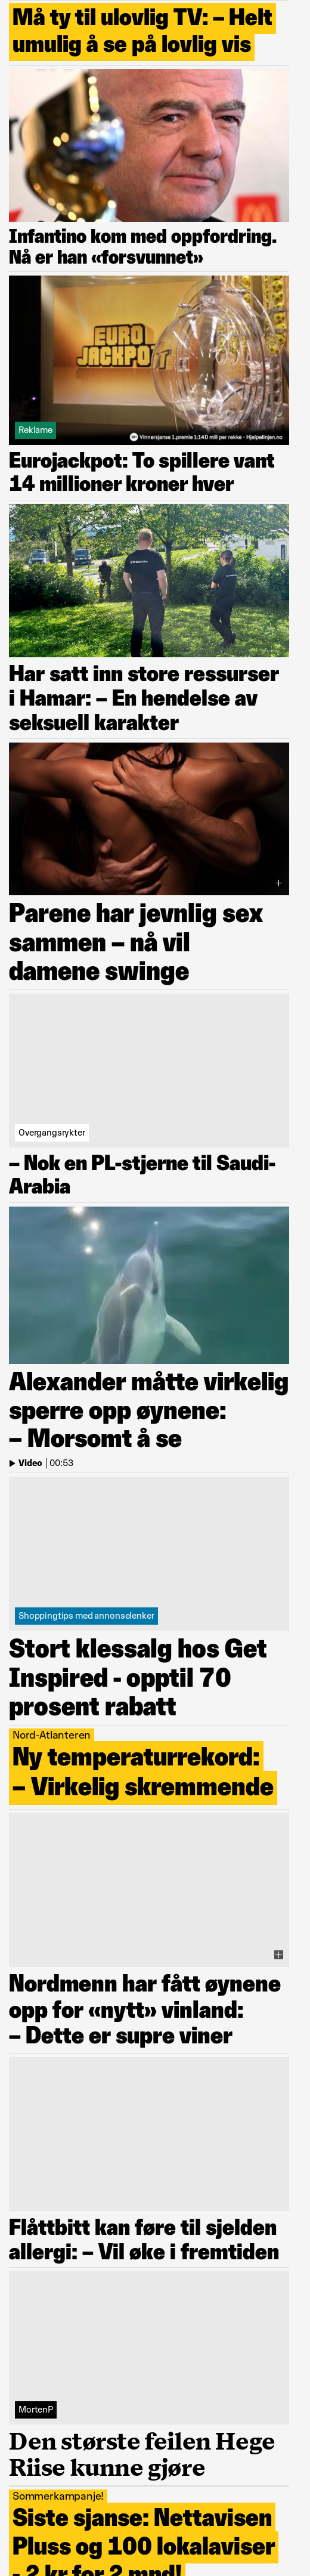 Må ty til ulovlig TV: – Helt
umulig å se på lovlig vis
Infantino kom med oppfordring.
Nå er han «forsvunnet»
EURO
JACKPOT
Reklame
Vinnersjanse 1.premie 1:140 mill per rekke - Hjelpelinjen.no
Eurojackpot: To spillere vant
14 millioner kroner hver
Har satt inn store ressurser
i Hamar: – En hendelse av
seksuell karakter
Parene har jevnlig sex
sammen – nå vil
damene swinge
Overgangsrykter
– Nok en PL-stjerne til Saudi-
Arabia
Alexander måtte virkelig
sperre opp øynene:
– Morsomt å se
Video | 00:53
Shoppingtips med annonselenker
Stort klessalg hos Get
Inspired - opptil 70
prosent rabatt
Nord-Atlanteren
Ny temperaturrekord:
– Virkelig skremmende
Nordmenn har fått øynene
opp for «nytt» vinland:
– Dette er supre viner
Flåttbitt kan føre til sjelden
allergi: – Vil øke i fremtiden
MortenP
Den største feilen Hege
Riise kunne gjøre
Sommerkampanje!
Siste sjanse: Nettavisen
Pluss og 100 lokalaviser
- 2 kr for 2 mnd!